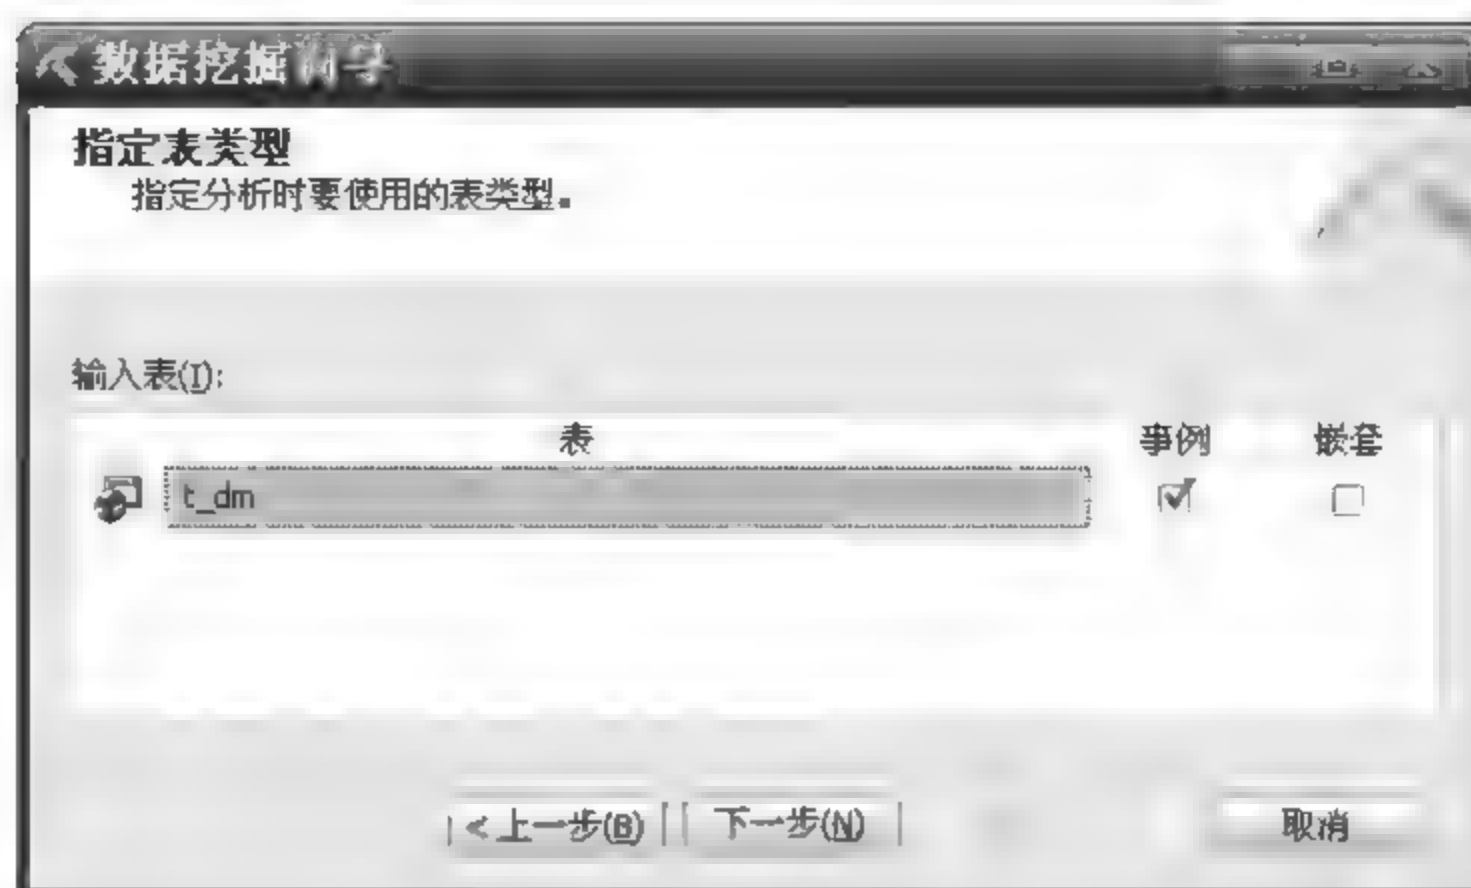 数据挖掘向导
指定表类型
指定分析时要使用的表类型。
输入表(I):
表 事例 嵌套
t_dm
<上一步(B) 下一步(N) 取消